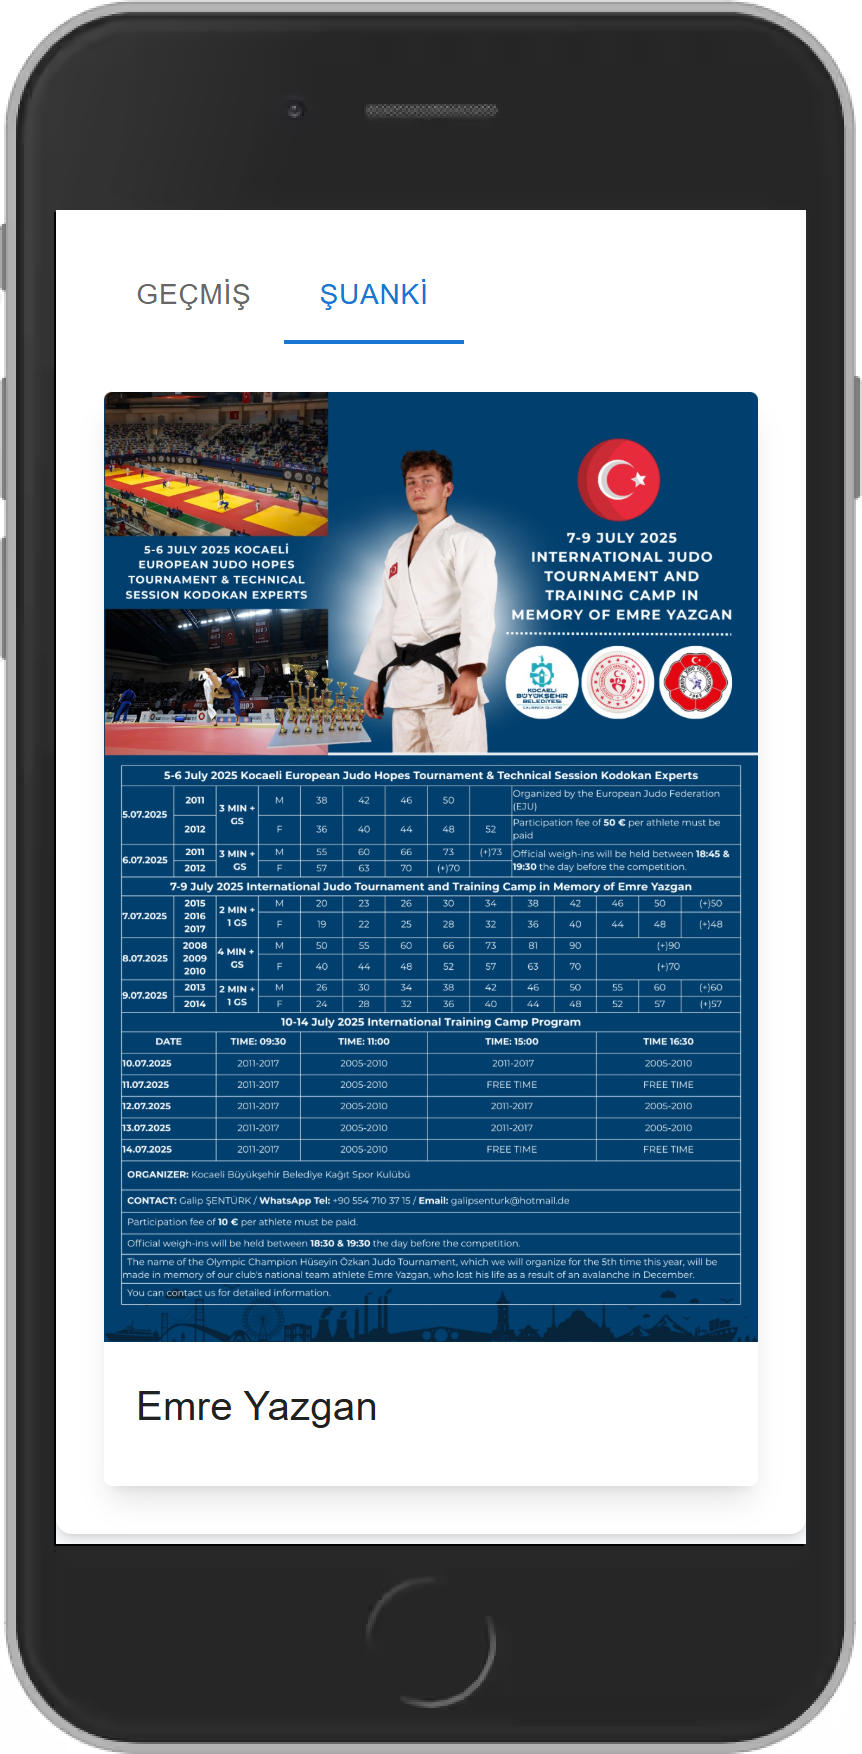 GEÇMİŞ
ŞUANKİ
5-6 JULY 2025 KOCAELİ
EUROPEAN JUDO HOPES
TOURNAMENT & TECHNICAL
SESSION KODOKAN EXPERTS
7-9 JULY 2025
INTERNATIONAL JUDO
TOURNAMENT AND
TRAINING CAMP IN
MEMORY OF EMRE YAZGAN
KOCAELİ
BÜYÜKŞEHİR
BELEDİYESİ
5-6 July 2025 Kocaeli European Judo Hopes Tournament & Technical Session Kodokan Experts
5.07.2025
2011
2012
3 MIN +
GS
M 38 42 46 50
F 36 40 44 48 52
Organized by the European Judo Federation
(EJU)
Participation fee of 50 € per athlete must be
paid
6.07.2025
2011
2012
3 MIN +
GS
M 55 60 66 73 (+)73
F 57 63 70 (+)70
Official weigh-ins will be held between 18:45 &
19:30 the day before the competition.
7-9 July 2025 International Judo Tournament and Training Camp in Memory of Emre Yazgan
7.07.2025
2015
2016
2017
2 MIN +
1 GS
M 20 23 26 30 34 38 42 46 50 (+)50
F 19 22 25 28 32 36 40 44 48 (+)48
8.07.2025
2008
2009
2010
4 MIN +
GS
M 50 55 60 66 73 81 90 (+)90
F 40 44 48 52 57 63 70 (+)70
9.07.2025
2013
2014
2 MIN +
1 GS
M 26 30 34 38 42 46 50 55 60 (+)60
F 24 28 32 36 40 44 48 52 57 (+)57
10-14 July 2025 International Training Camp Program
DATE TIME: 09:30 TIME: 11:00 TIME: 15:00 TIME 16:30
10.07.2025 2011-2017 2005-2010 2011-2017 2005-2010
11.07.2025 2011-2017 2005-2010 FREE TIME FREE TIME
12.07.2025 2011-2017 2005-2010 2011-2017 2005-2010
13.07.2025 2011-2017 2005-2010 2011-2017 2005-2010
14.07.2025 2011-2017 2005-2010 FREE TIME FREE TIME
ORGANIZER: Kocaeli Büyükşehir Belediye Kağıt Spor Kulübü
CONTACT: Galip ŞENTÜRK / WhatsApp Tel: +90 554 710 37 15 / Email: galipsenturk@hotmail.de
Participation fee of 10 € per athlete must be paid.
Official weigh-ins will be held between 18:30 & 19:30 the day before the competition.
The name of the Olympic Champion Hüseyin Özkan Judo Tournament, which we will organize for the 5th time this year, will be
made in memory of our club's national team athlete Emre Yazgan, who lost his life as a result of an avalanche in December.
You can contact us for detailed information.
Emre Yazgan